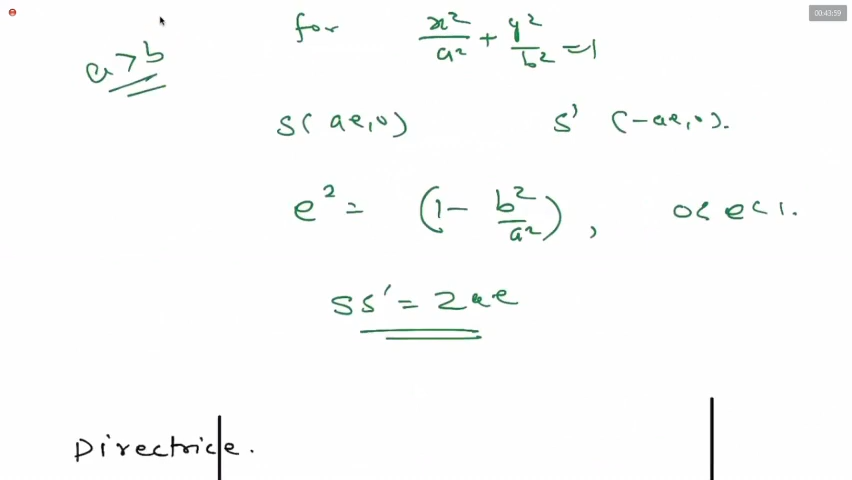 00:43:59
for x²/a² + y²/b² = 1
a > b
S(ae,0) S' (-ae,0).
e² = (1 - b²/a²), 0< e<1.
SS' = 2ae
Directrice.